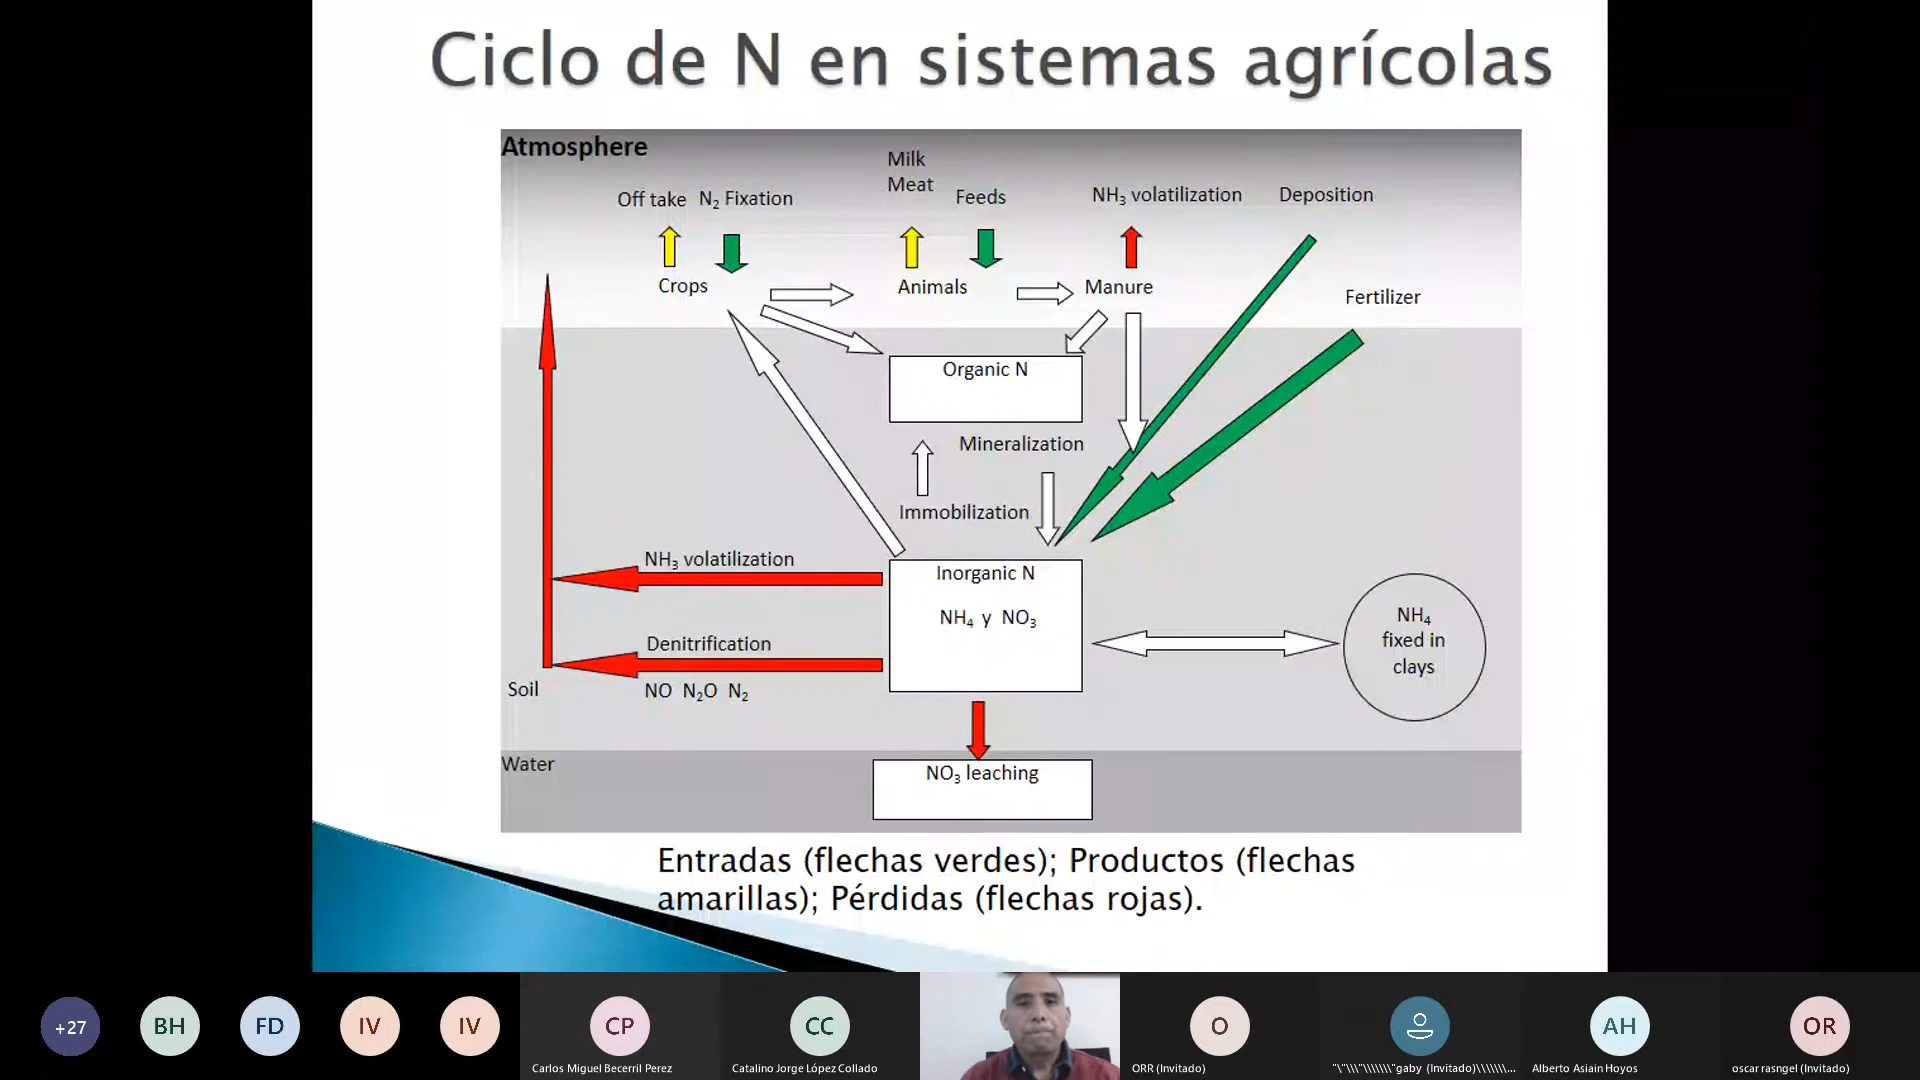 Ciclo de N en sistemas agrícolas
Atmosphere
Milk
Meat
Off take
N₂ Fixation
Feeds
NH₃ volatilization
Deposition
Crops
Animals
Manure
Fertilizer
Organic N
Mineralization
Immobilization
NH₃ volatilization
Inorganic N
NH₄ y NO₃
NH₄
fixed in
clays
Denitrification
Soil
NO N₂O N₂
Water
NO₃ leaching
Entradas (flechas verdes); Productos (flechas
amarillas); Pérdidas (flechas rojas).
+27
BH
FD
IV
IV
CP
CC
O
AH
OR
Carlos Miguel Becerril Perez
Catalino Jorge López Collado
ORR (Invitado)
"\"\\\"\\\\\\\"gaby (Invitado)\\\\\\\...
Alberto Asiain Hoyos
oscar rasngel (Invitado)